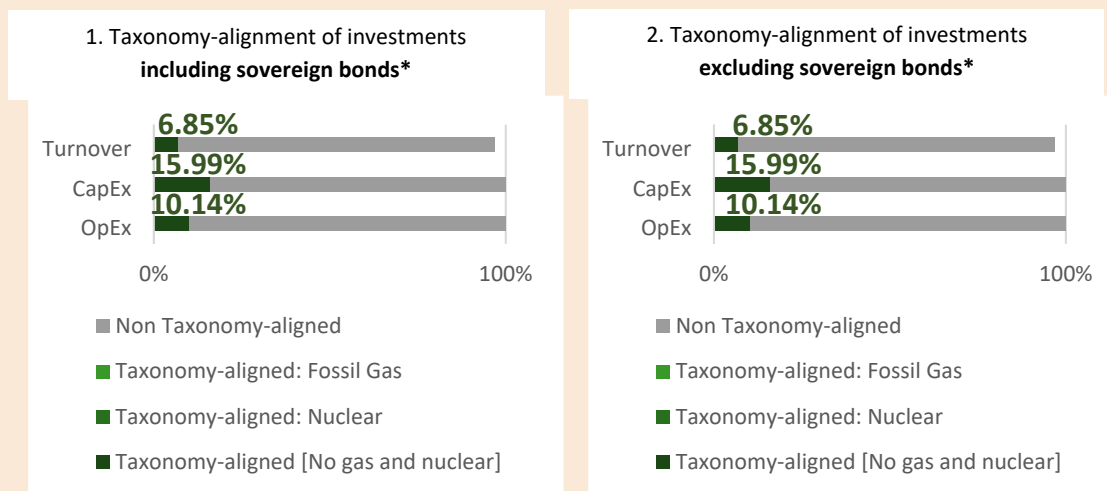 1. Taxonomy-alignment of investments
including sovereign bonds*
6.85%
Turnover
15.99%
CapEx
10.14%
OpEx
0%
100%
Non Taxonomy-aligned
Taxonomy-aligned: Fossil Gas
Taxonomy-aligned: Nuclear
Taxonomy-aligned [No gas and nuclear]
2. Taxonomy-alignment of investments
excluding sovereign bonds*
6.85%
Turnover
15.99%
CapEx
10.14%
OpEx
0%
100%
Non Taxonomy-aligned
Taxonomy-aligned: Fossil Gas
Taxonomy-aligned: Nuclear
Taxonomy-aligned [No gas and nuclear]